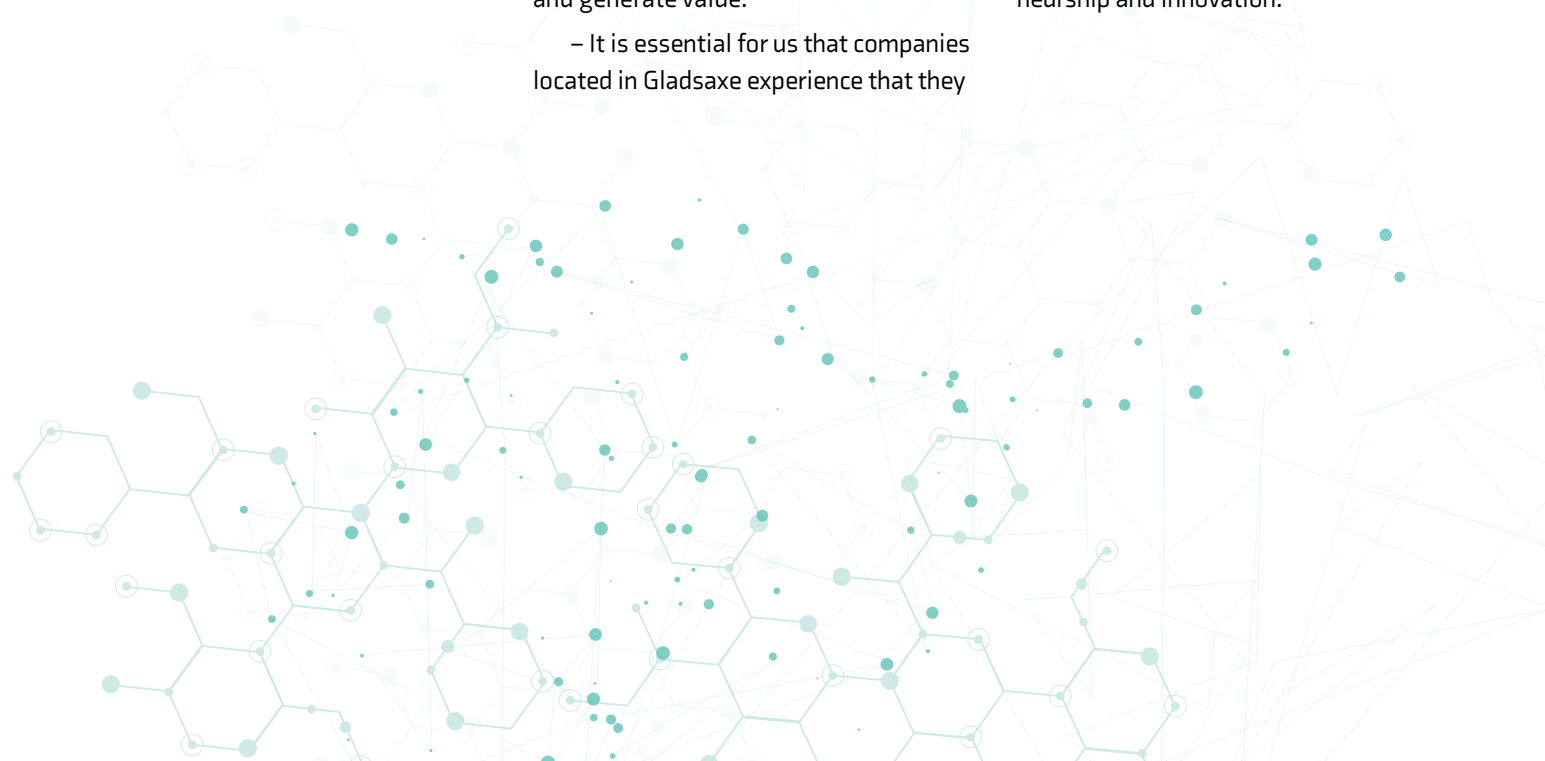 and generate value.
– It is essential for us that companies
located in Gladsaxe experience that they
neurship and innovation.